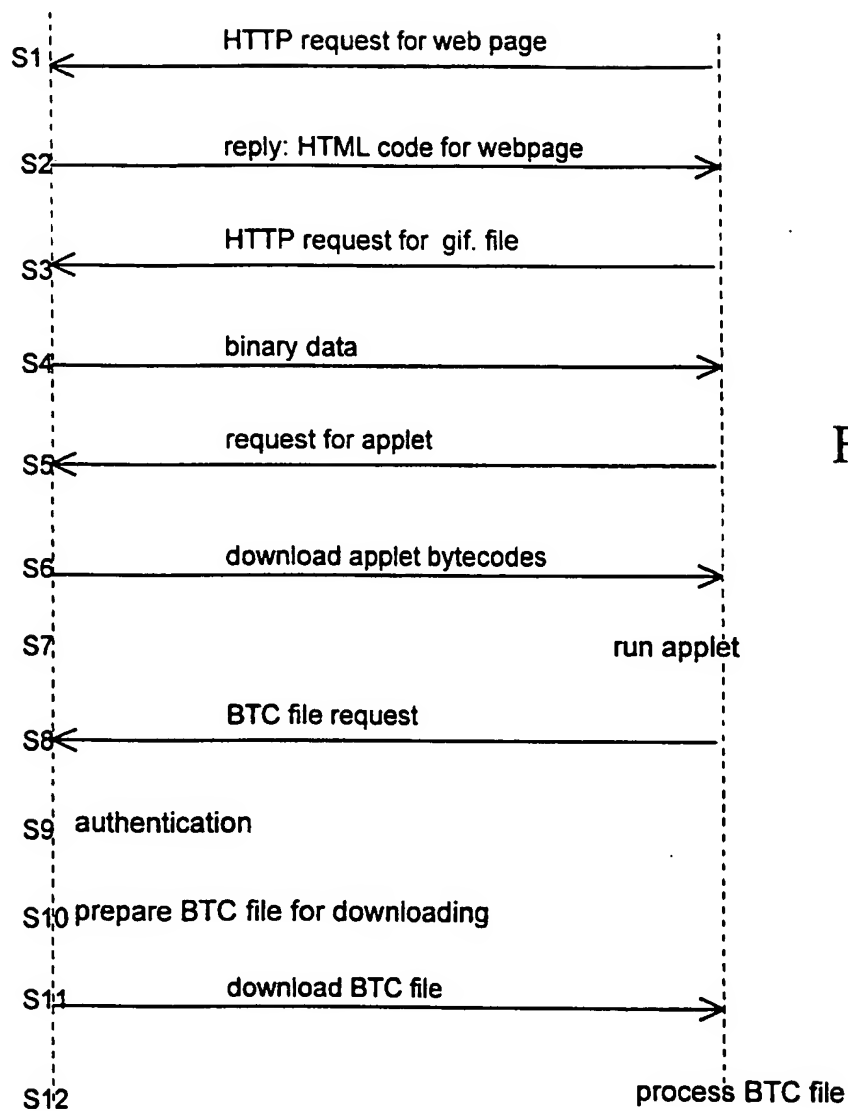 S1 HTTP request for web page
S2 reply: HTML code for webpage
S3 HTTP request for gif. file
S4 binary data
S5 request for applet
S6 download applet bytecodes
S7 run applet
S8 BTC file request
S9 authentication
S10 prepare BTC file for downloading
S11 download BTC file
S12 process BTC file